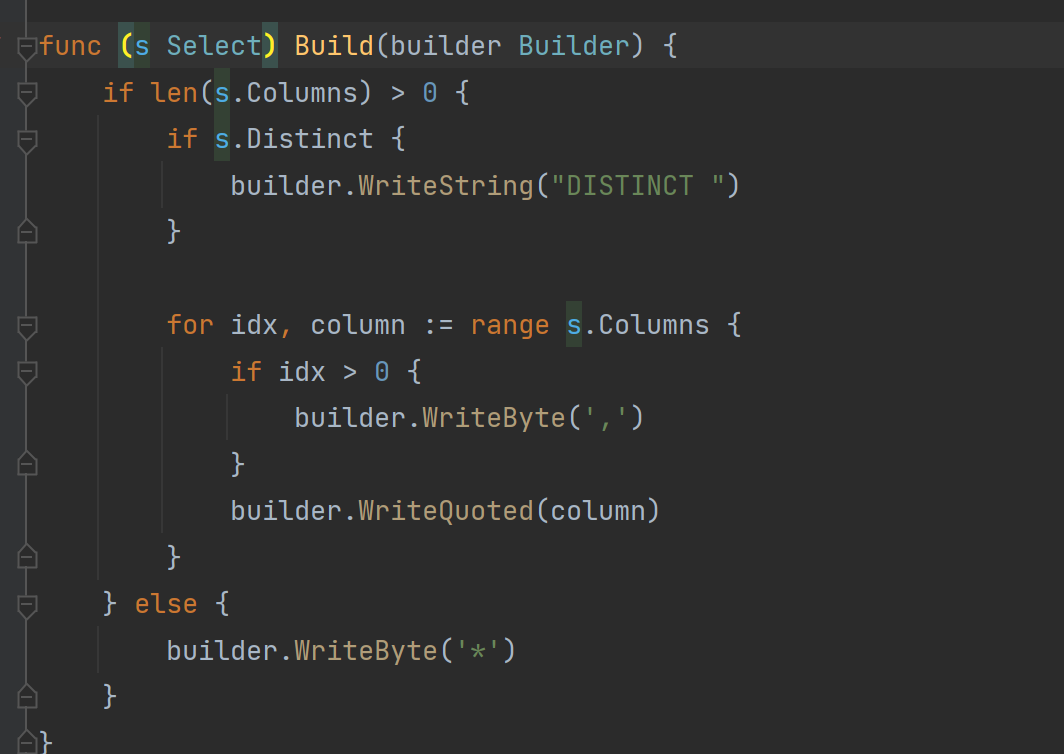 func (s Select) Build(builder Builder) {
    if len(s.Columns) > 0 {
        if s.Distinct {
            builder.WriteString("DISTINCT ")
        }

        for idx, column := range s.Columns {
            if idx > 0 {
                builder.WriteByte(',')
            }
            builder.WriteQuoted(column)
        }
    } else {
        builder.WriteByte('*')
    }
}